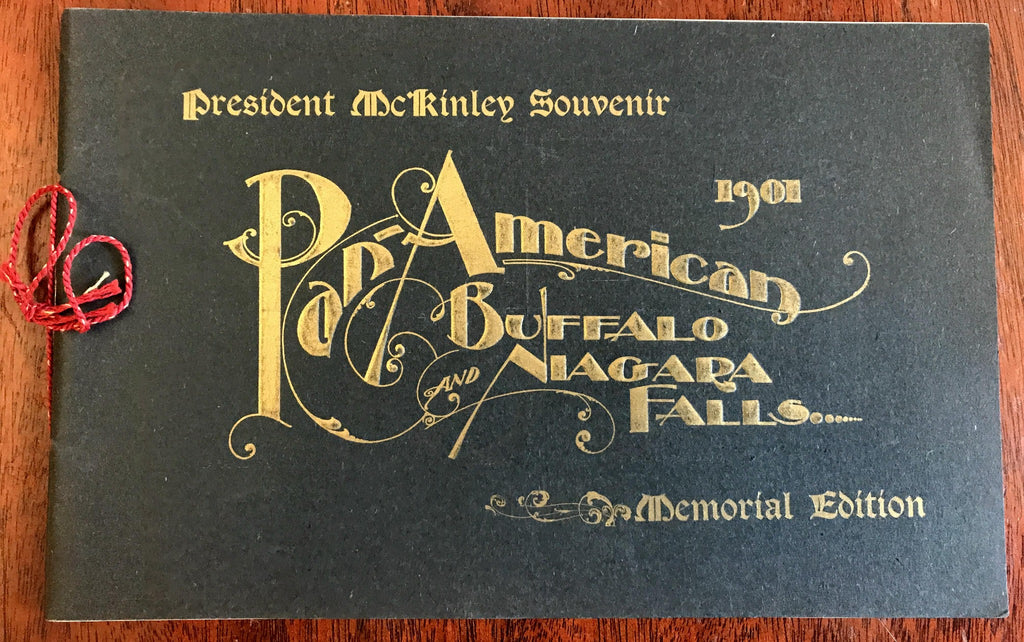 President McKinley Souvenir
1901
Pan-American
Buffalo
and Niagara
Falls......
Memorial Edition